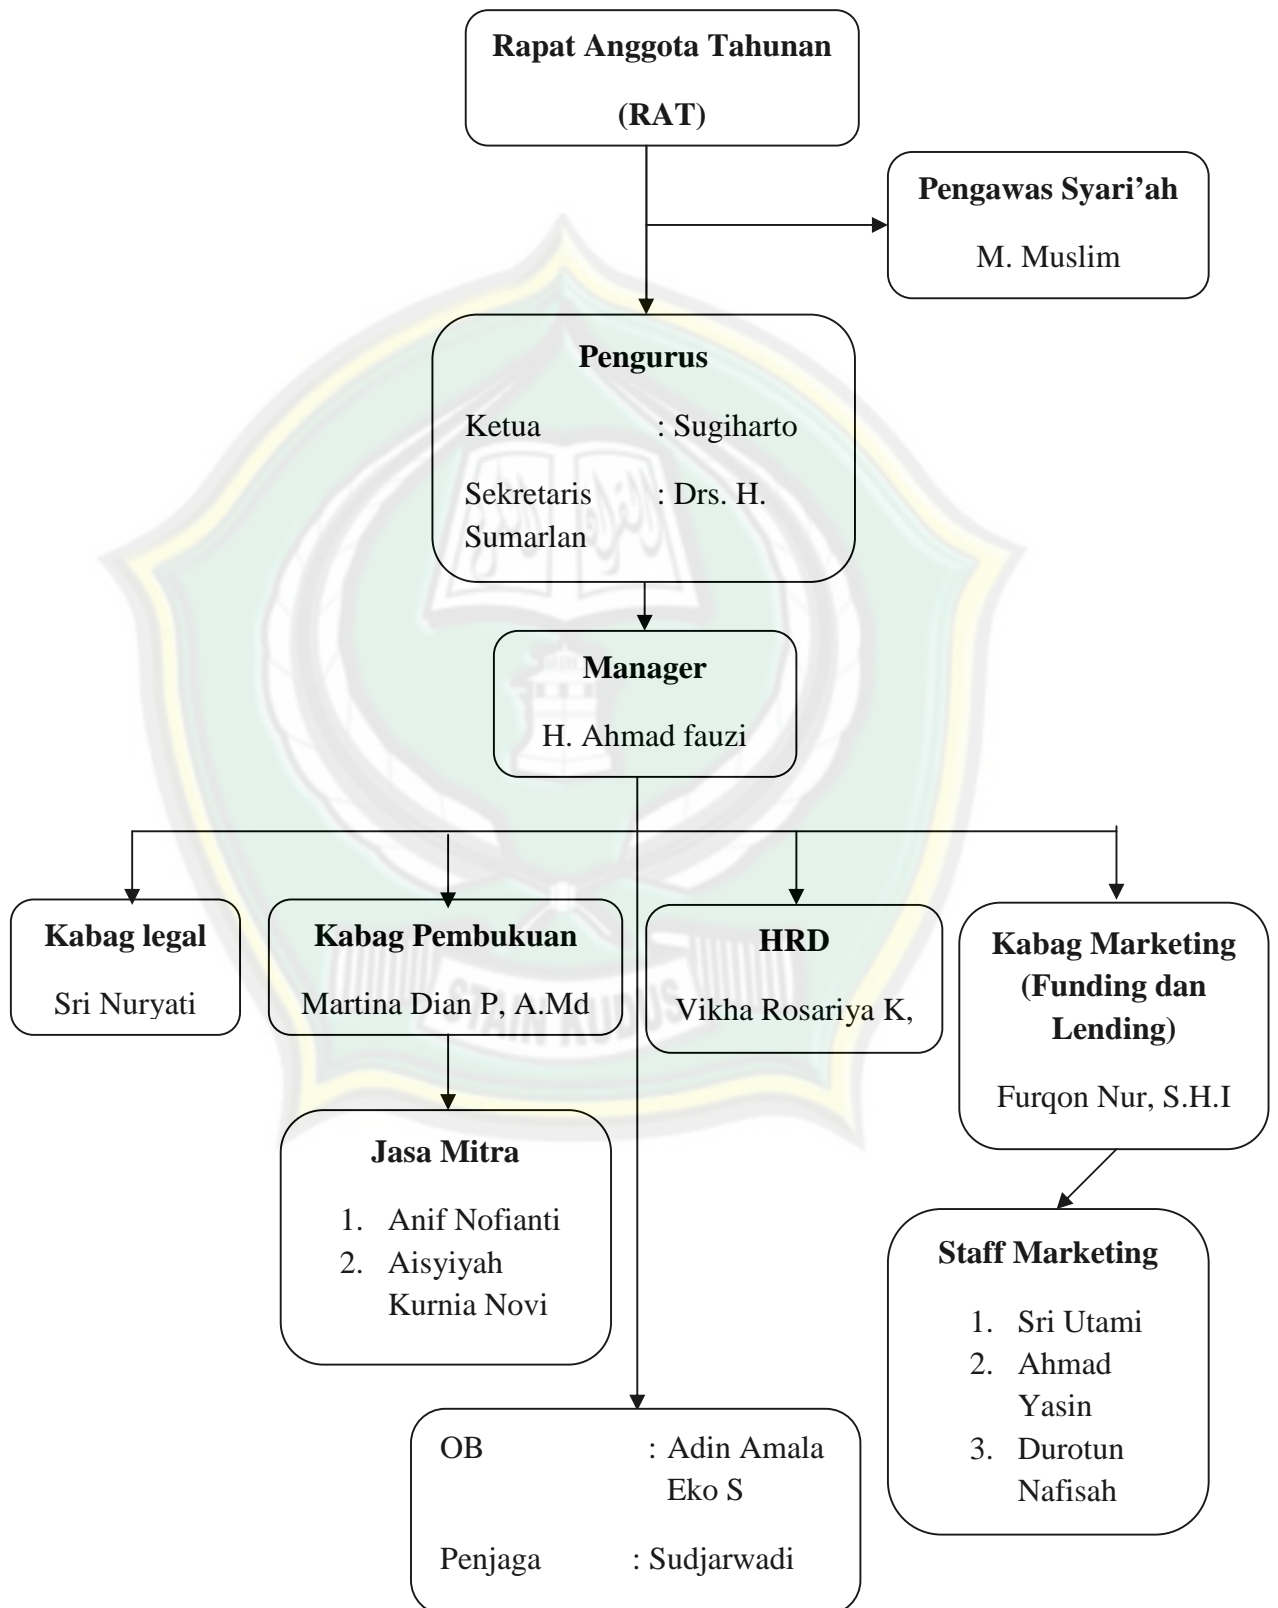 Rapat Anggota Tahunan
(RAT)
Pengawas Syari’ah
M. Muslim
Pengurus
Ketua : Sugiharto
Sekretaris : Drs. H.
Sumarlan
Manager
H. Ahmad fauzi
Kabag legal
Sri Nuryati
Kabag Pembukuan
Martina Dian P, A.Md
HRD
Vikha Rosariya K,
Kabag Marketing
(Funding dan
Lending)
Furqon Nur, S.H.I
STAIN KUDUS
Jasa Mitra
1. Anif Nofianti
2. Aisyiyah
Kurnia Novi
Staff Marketing
1. Sri Utami
2. Ahmad
Yasin
3. Durotun
Nafisah
OB : Adin Amala
Eko S
Penjaga : Sudjarwadi